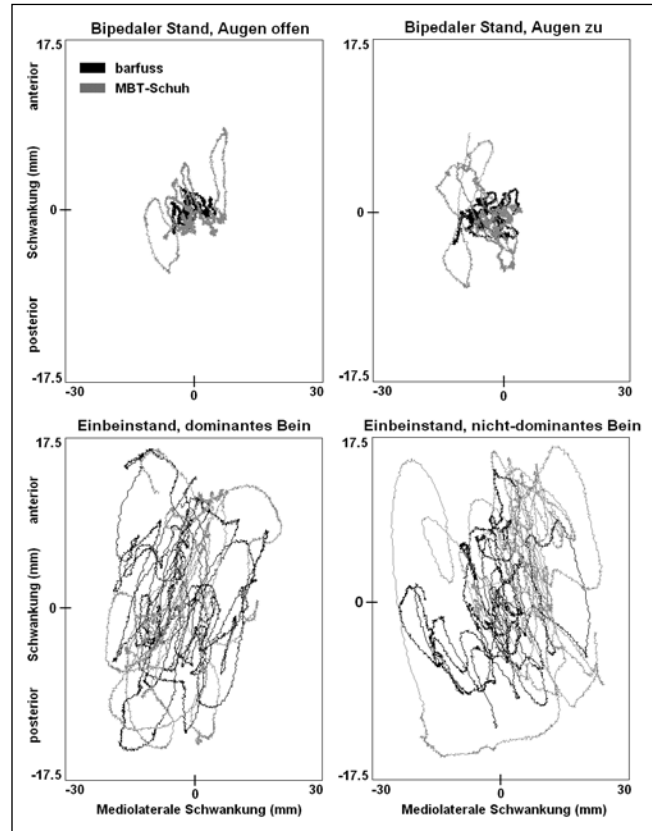 Bipedaler Stand, Augen offen
17.5
anterior
barfuss
MBT-Schuh
Schwankung (mm)
0
posterior
-17.5
-30
0
30
Bipedaler Stand, Augen zu
17.5
0
-17.5
-30
0
30
Einbeinstand, dominantes Bein
17.5
anterior
Schwankung (mm)
0
posterior
-17.5
-30
0
30
Mediolaterale Schwankung (mm)
Einbeinstand, nicht-dominantes Bein
17.5
0
-17.5
-30
0
30
Mediolaterale Schwankung (mm)